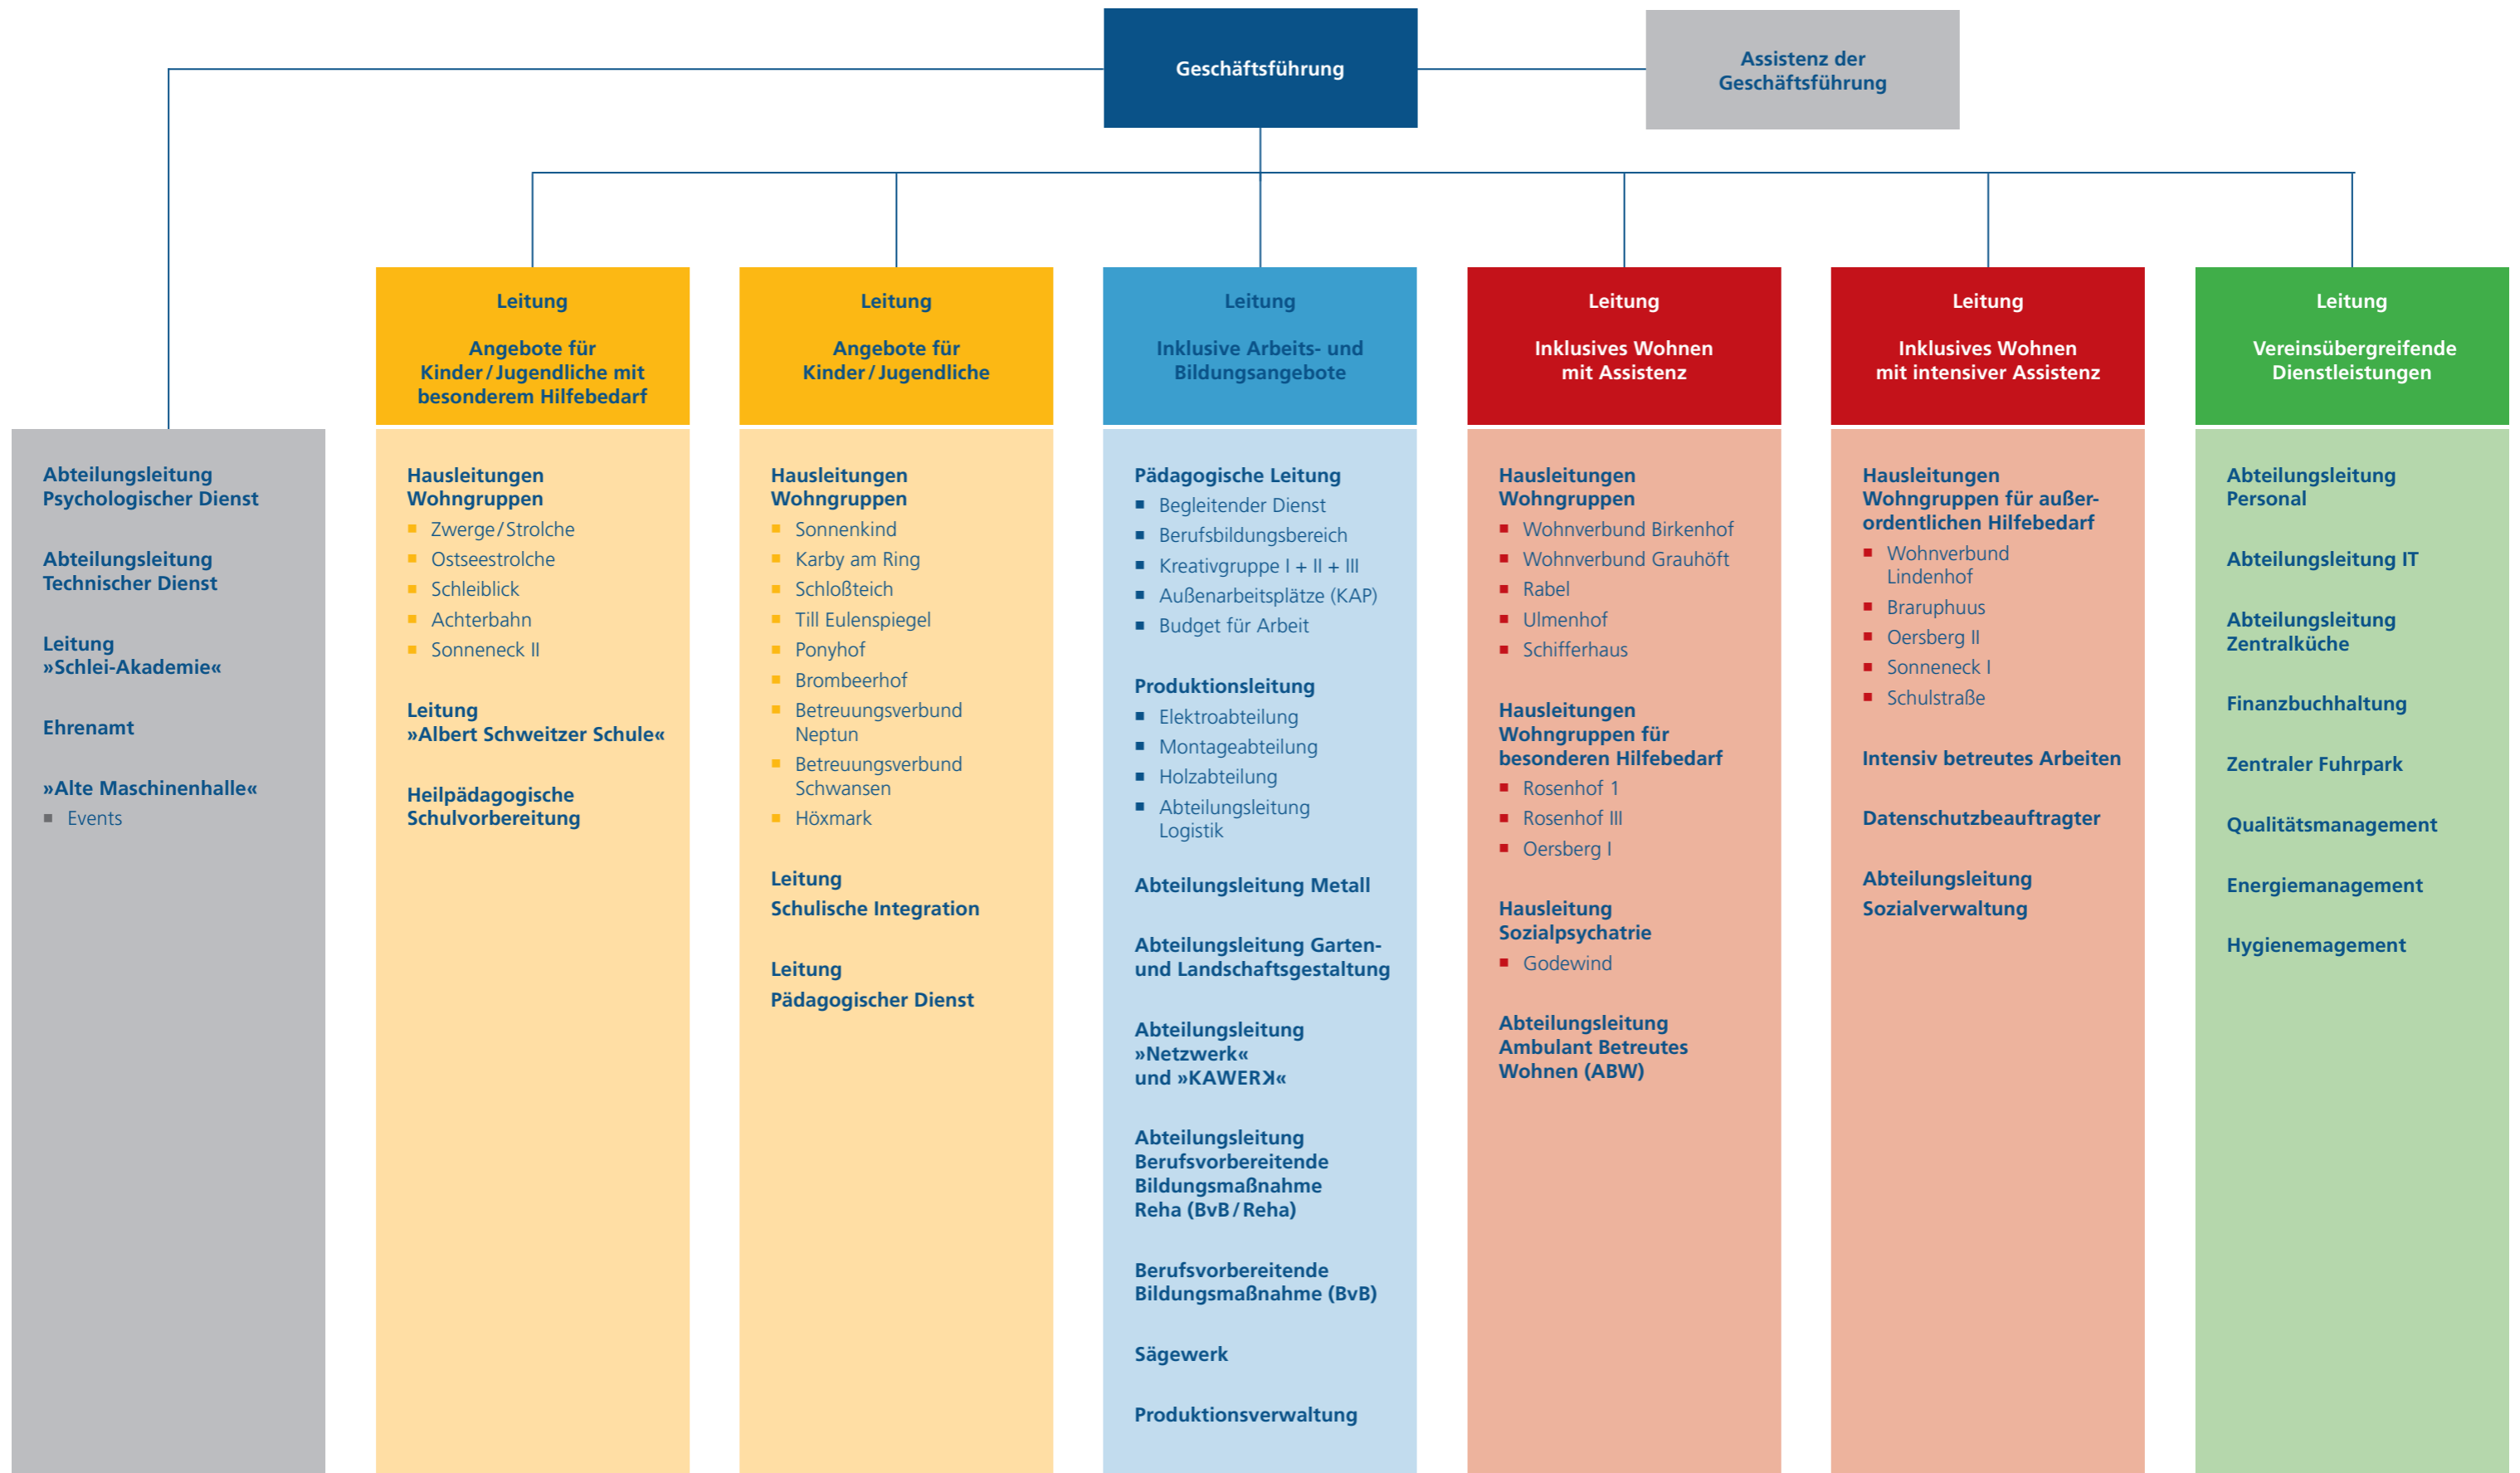 Geschäftsführung
Assistenz der
Geschäftsführung
Abteilungsleitung
Psychologischer Dienst
Abteilungsleitung
Technischer Dienst
Leitung
»Schlei-Akademie«
Ehrenamt
»Alte Maschinenhalle«
Events
Leitung
Angebote für
Kinder / Jugendliche mit
besonderem Hilfebedarf
Hausleitungen
Wohngruppen
Zwerge / Strolche
Ostseestrolche
Schleiblick
Achterbahn
Sonneneck II
Leitung
»Albert Schweitzer Schule«
Heilpädagogische
Schulvorbereitung
Leitung
Angebote für
Kinder / Jugendliche
Hausleitungen
Wohngruppen
Sonnenkind
Karby am Ring
Schloßteich
Till Eulenspiegel
Ponyhof
Brombeerhof
Betreuungsverbund
Neptun
Betreuungsverbund
Schwansen
Höxmark
Leitung
Schulische Integration
Leitung
Pädagogischer Dienst
Leitung
Inklusive Arbeits- und
Bildungsangebote
Pädagogische Leitung
Begleitender Dienst
Berufsbildungsbereich
Kreativgruppe I + II + III
Außenarbeitsplätze (KAP)
Budget für Arbeit
Produktionsleitung
Elektroabteilung
Montageabteilung
Holzabteilung
Abteilungsleitung
Logistik
Abteilungsleitung Metall
Abteilungsleitung Garten-
und Landschaftsgestaltung
Abteilungsleitung
»Netzwerk«
und »KAWERK«
Abteilungsleitung
Berufsvorbereitende
Bildungsmaßnahme
Reha (BvB / Reha)
Berufsvorbereitende
Bildungsmaßnahme (BvB)
Sägewerk
Produktionsverwaltung
Leitung
Inklusives Wohnen
mit Assistenz
Hausleitungen
Wohngruppen
Wohnverbund Birkenhof
Wohnverbund Grauhöft
Rabel
Ulmenhof
Schifferhaus
Hausleitungen
Wohngruppen für
besonderen Hilfebedarf
Rosenhof 1
Rosenhof III
Oersberg I
Hausleitung
Sozialpsychatrie
Godewind
Abteilungsleitung
Ambulant Betreutes
Wohnen (ABW)
Leitung
Inklusives Wohnen
mit intensiver Assistenz
Hausleitungen
Wohngruppen für außer-
ordentlichen Hilfebedarf
Wohnverbund
Lindenhof
Braruphuus
Oersberg II
Sonneneck I
Schulstraße
Intensiv betreutes Arbeiten
Datenschutzbeauftragter
Abteilungsleitung
Sozialverwaltung
Leitung
Vereinsübergreifende
Dienstleistungen
Abteilungsleitung
Personal
Abteilungsleitung IT
Abteilungsleitung
Zentralküche
Finanzbuchhaltung
Zentraler Fuhrpark
Qualitätsmanagement
Energiemanagement
Hygienemagement